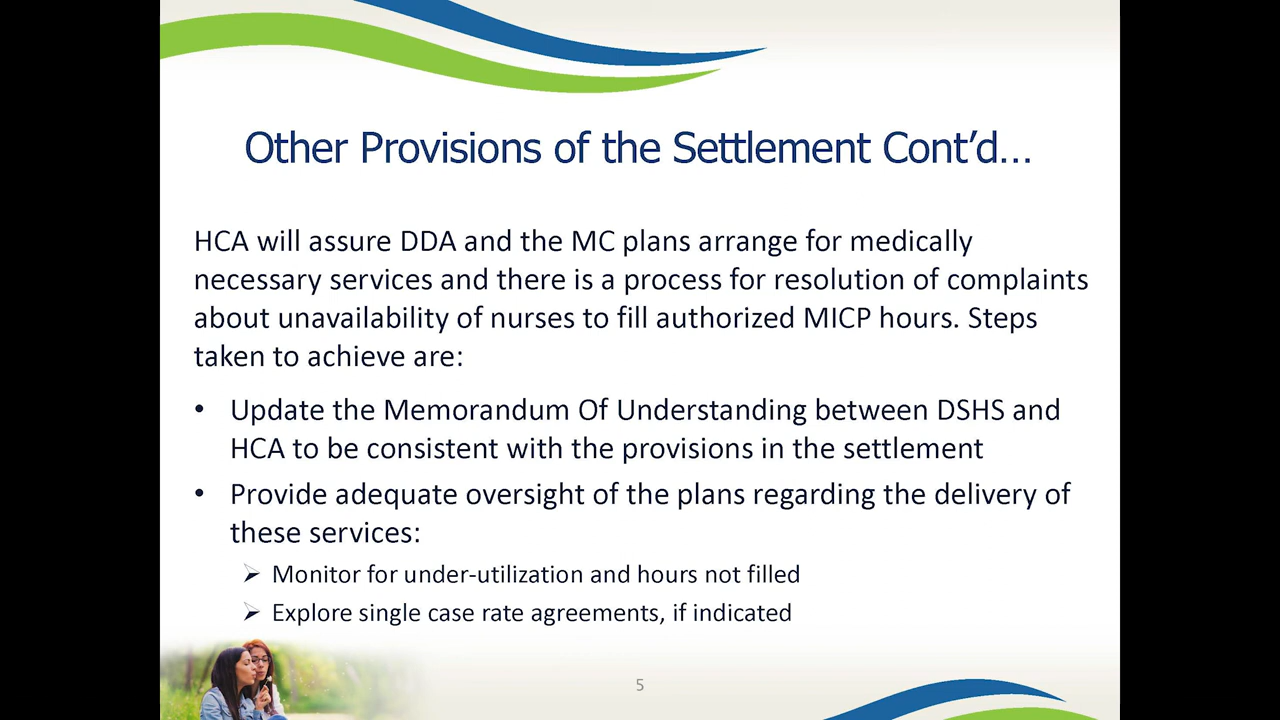 Other Provisions of the Settlement Cont’d...
HCA will assure DDA and the MC plans arrange for medically
necessary services and there is a process for resolution of complaints
about unavailability of nurses to fill authorized MICP hours. Steps
taken to achieve are:
• Update the Memorandum Of Understanding between DSHS and
HCA to be consistent with the provisions in the settlement
• Provide adequate oversight of the plans regarding the delivery of
these services:
➢ Monitor for under-utilization and hours not filled
➢ Explore single case rate agreements, if indicated
5